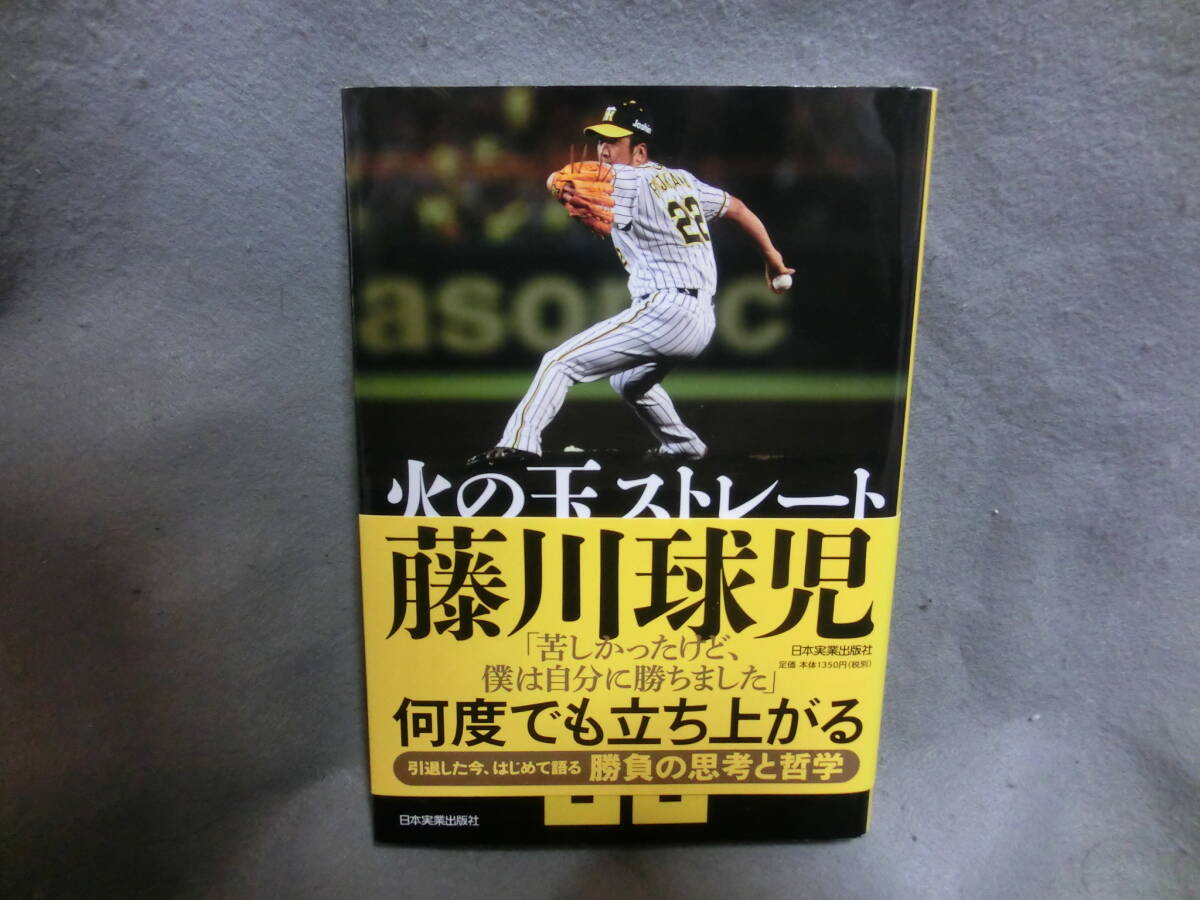 Joshin
22
asonic
火の玉ストレート
藤川球児
「苦しかったけど、
僕は自分に勝ちました」
日本実業出版社
定価 本体1350円(税別)
何度でも立ち上がる
引退した今、はじめて語る 勝負の思考と哲学
日本実業出版社